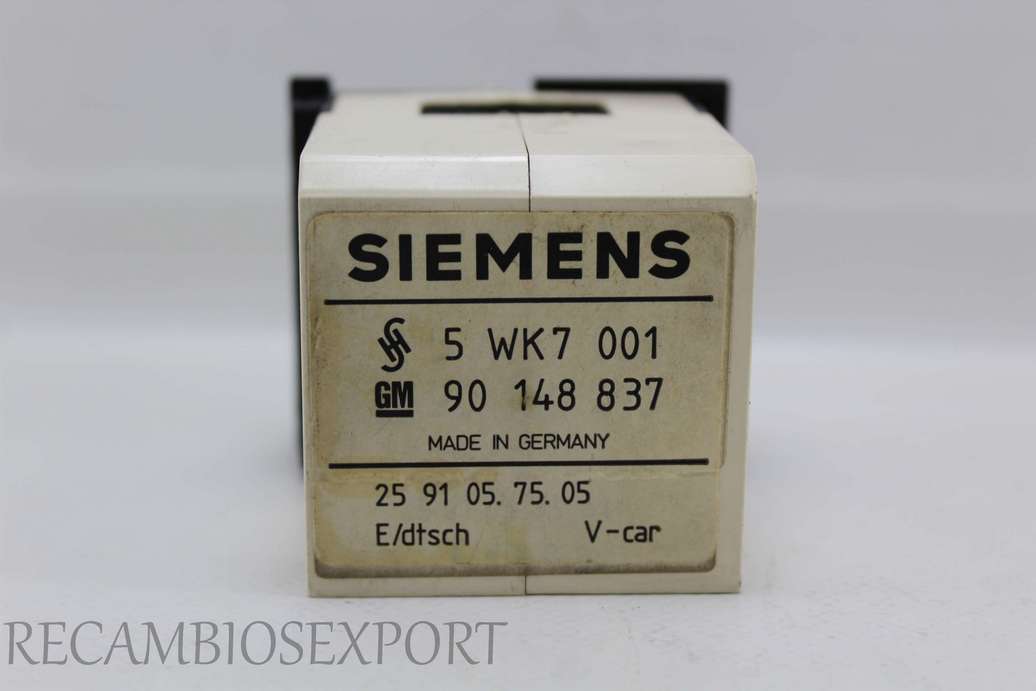 SIEMENS
5 WK7 001
GM 90 148 837
MADE IN GERMANY
25 91 05. 75. 05
E/dtsch V-car
RECAMBIOSEXPORT